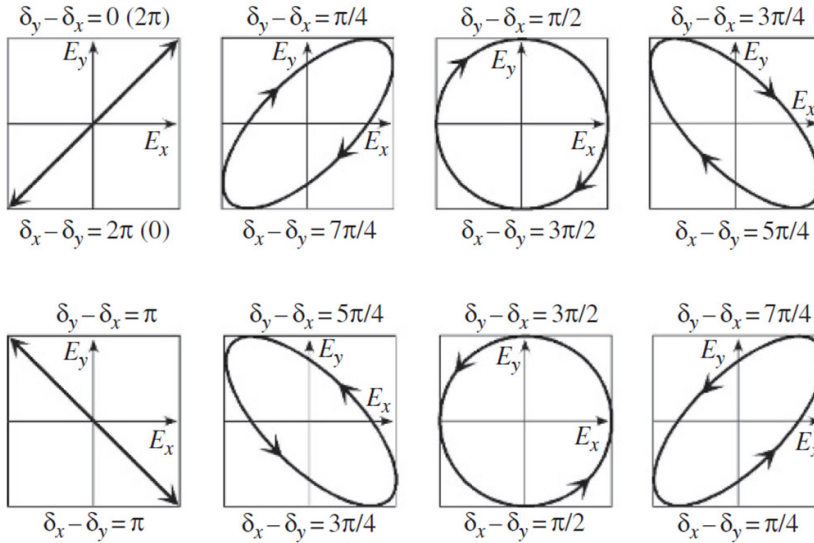 δy – δx = 0 (2π)
δy – δx = π/4
δy – δx = π/2
δy – δx = 3π/4
Ey
Ey
Ey
Ey
Ex
Ex
Ex
Ex
δx – δy = 2π (0)
δx – δy = 7π/4
δx – δy = 3π/2
δx – δy = 5π/4
δy – δx = π
δy – δx = 5π/4
δy – δx = 3π/2
δy – δx = 7π/4
Ey
Ey
Ey
Ey
Ex
Ex
Ex
Ex
δx – δy = π
δx – δy = 3π/4
δx – δy = π/2
δx – δy = π/4